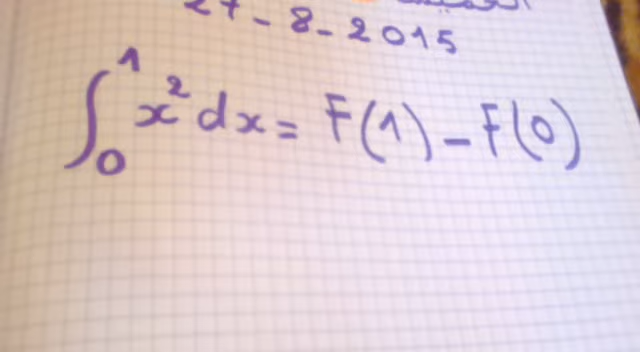 27-8-2015
∫₀¹ x² dx = F(1) - F(0)